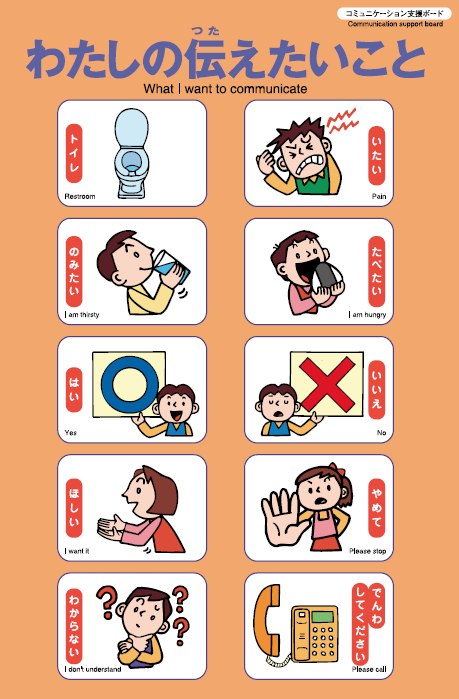 コミュニケーション支援ボード
Communication support board
つた
わたしの伝えたいこと
What I want to communicate
トイレ
Restroom
いたい
Pain
のみたい
I am thirsty
たべたい
I am hungry
はい
Yes
いいえ
No
ほしい
I want it
やめて
Please stop
わからない
I don't understand
でんわ
してください
Please call